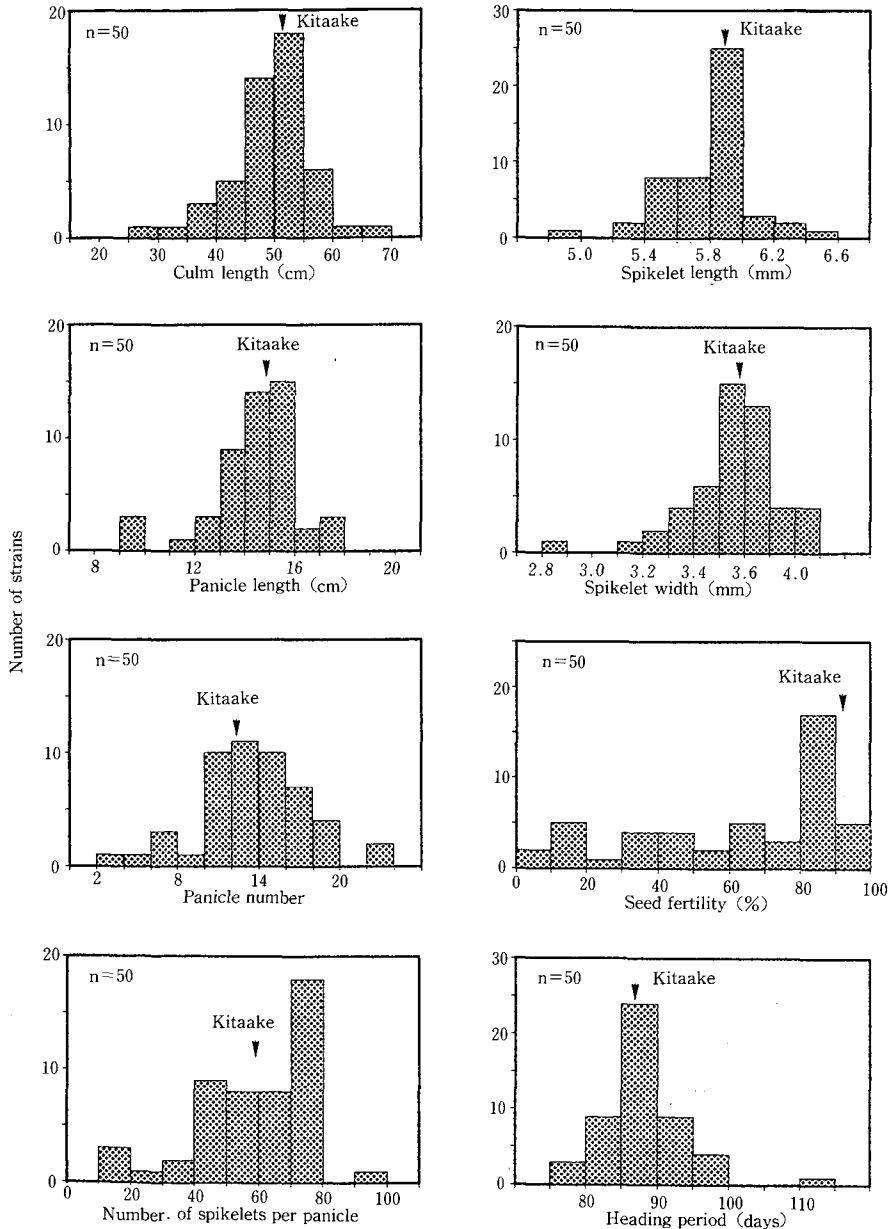 Number of strains
20
10
0
n=50
Kitaake
20 30 40 50 60 70
Culm length (cm)
30
20
10
0
n=50
Kitaake
5.0 5.4 5.8 6.2 6.6
Spikelet length (mm)
20
10
0
n=50
Kitaake
8 12 16 20
Panicle length (cm)
20
10
0
n=50
Kitaake
2.8 3.0 3.2 3.4 3.6 4.0
Spikelet width (mm)
20
10
0
n=50
Kitaake
2 8 14 20
Panicle number
20
10
0
n=50
Kitaake
0 20 40 60 80 100
Seed fertility (%)
20
10
0
n=50
Kitaake
0 20 40 60 80 100
Number. of spikelets per panicle
30
20
10
0
n=50
Kitaake
80 90 100 110
Heading period (days)